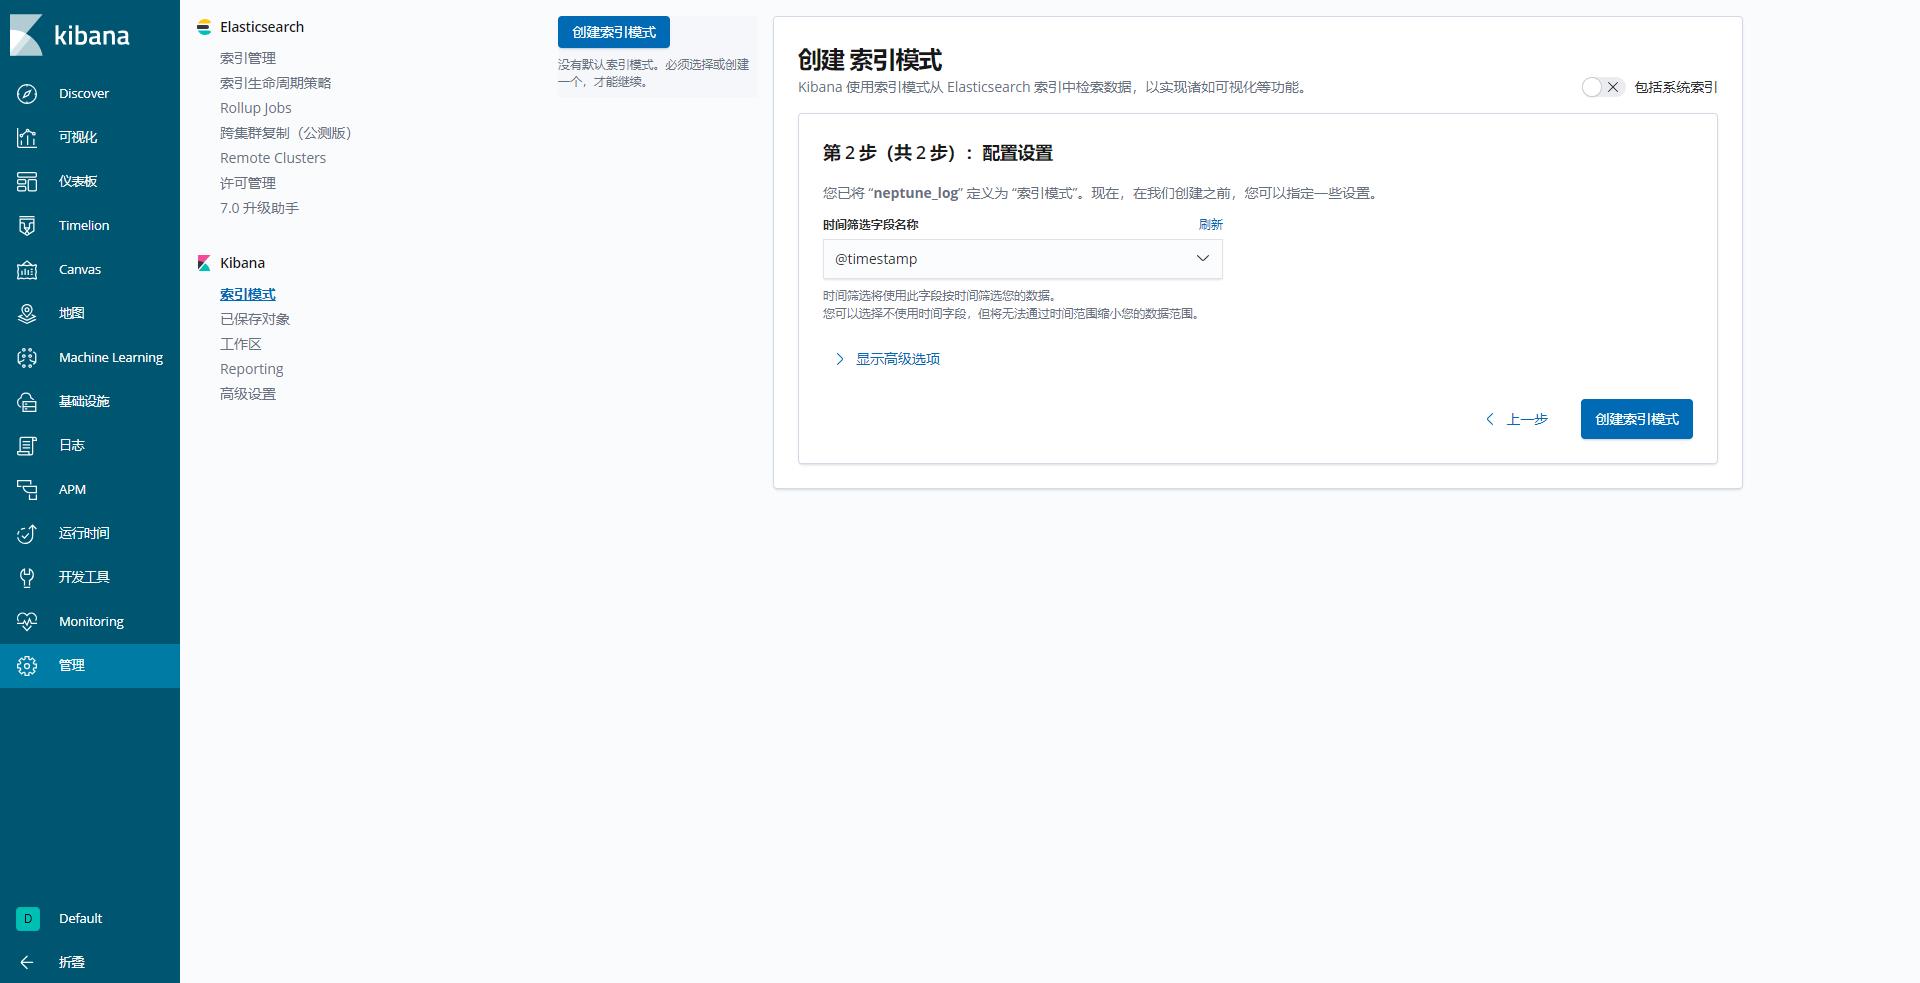 kibana
Discover
可视化
仪表板
Timelion
Canvas
地图
Machine Learning
基础设施
日志
APM
运行时间
开发工具
Monitoring
管理
D
Default
折叠
Elasticsearch
索引管理
索引生命周期策略
Rollup Jobs
跨集群复制（公测版）
Remote Clusters
许可管理
7.0 升级助手
Kibana
索引模式
已保存对象
工作区
Reporting
高级设置
创建索引模式
没有默认索引模式。必须选择或创建
一个，才能继续。
创建 索引模式
Kibana 使用索引模式从 Elasticsearch 索引中检索数据，以实现诸如可视化等功能。
包括系统索引
第 2 步（共 2 步）：配置设置
您已将 “neptune_log” 定义为 “索引模式”。现在，在我们创建之前，您可以指定一些设置。
时间筛选字段名称
刷新
@timestamp
时间筛选将使用此字段按时间筛选您的数据。
您可以选择不使用时间字段，但将无法通过时间范围缩小您的数据范围。
显示高级选项
上一步
创建索引模式